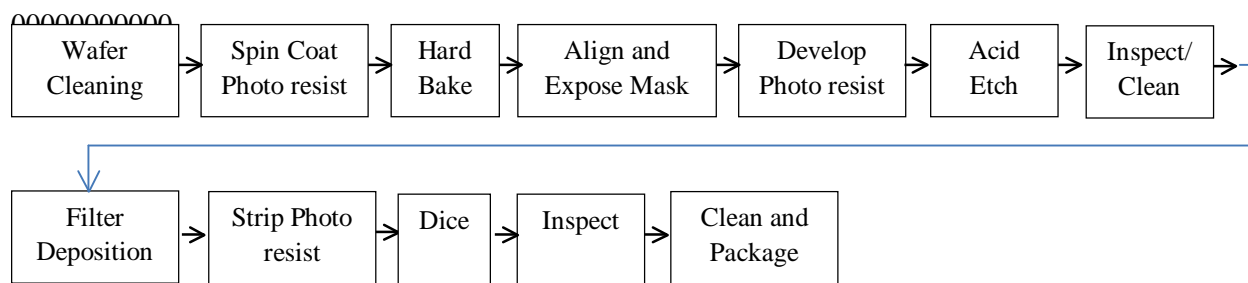 00000000000
Wafer
Cleaning
Spin Coat
Photo resist
Hard
Bake
Align and
Expose Mask
Develop
Photo resist
Acid
Etch
Inspect/
Clean
Filter
Deposition
Strip Photo
resist
Dice
Inspect
Clean and
Package